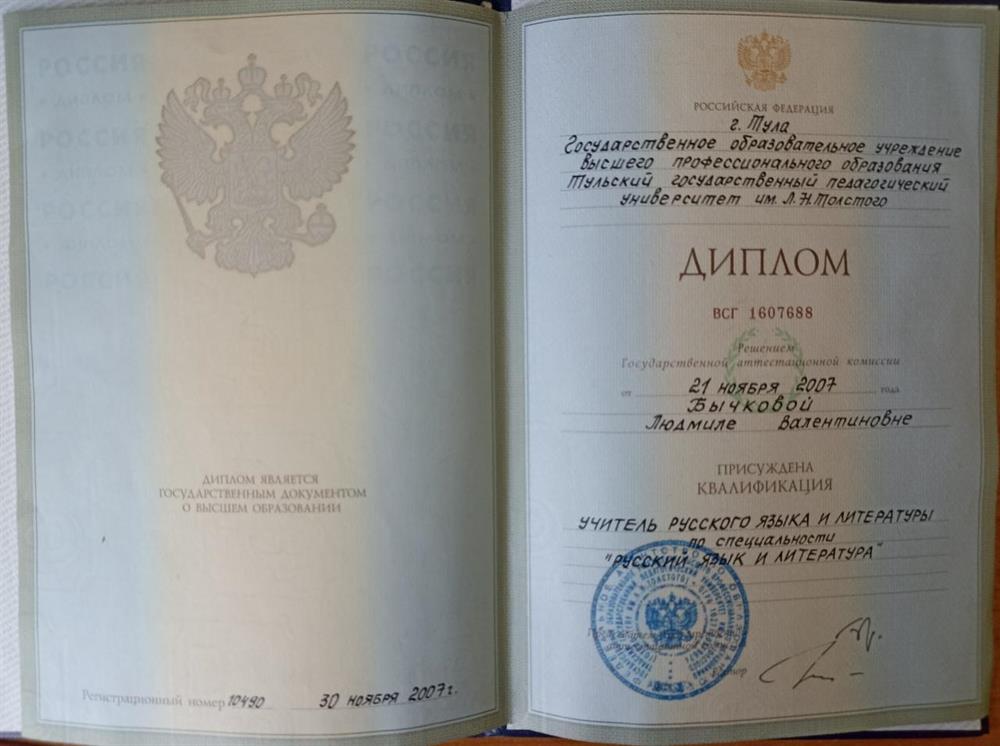 ДИПЛОМ ЯВЛЯЕТСЯ
ГОСУДАРСТВЕННЫМ ДОКУМЕНТОМ
О ВЫСШЕМ ОБРАЗОВАНИИ
Регистрационный номер 10490 30 ноября 2007г.
РОССИЙСКАЯ ФЕДЕРАЦИЯ
г. Тула
Государственное образовательное учреждение
высшего профессионального образования
Тульский государственный педагогический
университет им. Л.Н.Толстого
ДИПЛОМ
ВСГ 1607688
Решением
Государственной аттестационной комиссии
от 21 ноября 2007 года
Бычковой
Людмиле Валентиновне
ПРИСУЖДЕНА
КВАЛИФИКАЦИЯ
УЧИТЕЛЬ РУССКОГО ЯЗЫКА И ЛИТЕРАТУРЫ
по специальности
"РУССКИЙ ЯЗЫК И ЛИТЕРАТУРА"